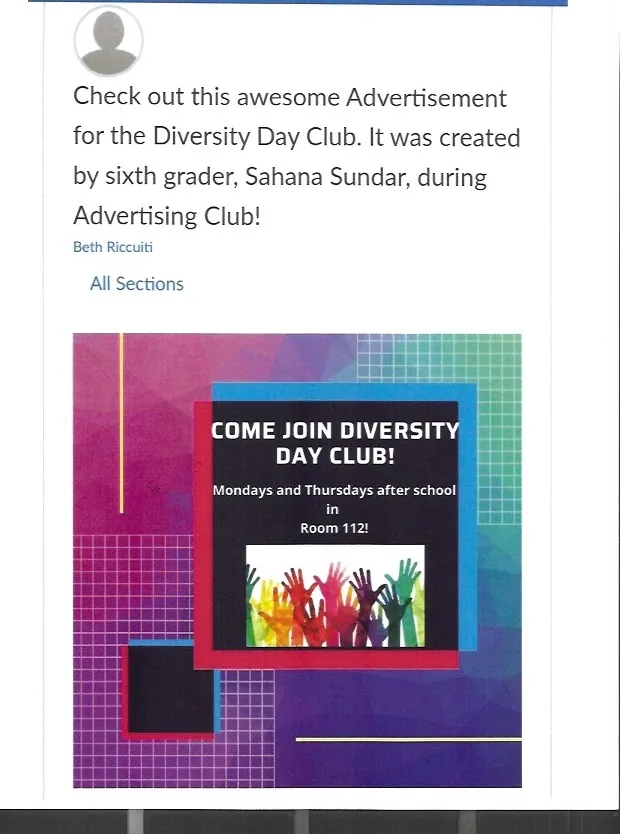 Check out this awesome Advertisement
for the Diversity Day Club. It was created
by sixth grader, Sahana Sundar, during
Advertising Club!
Beth Riccuiti
All Sections
COME JOIN DIVERSITY
DAY CLUB!
Mondays and Thursdays after school
in
Room 112!